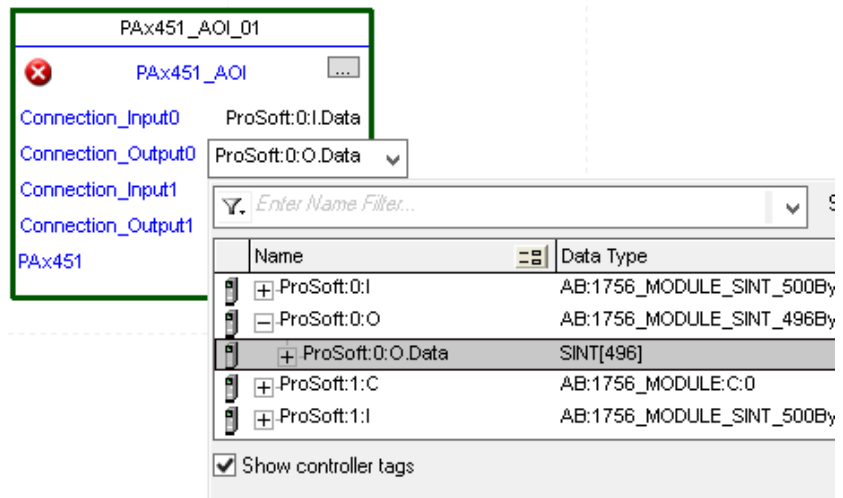 PAx451_AOI_01
PAx451_AOI ...
Connection_Input0 ProSoft:0:I.Data
Connection_Output0 ProSoft:0:O.Data
Connection_Input1
Connection_Output1
PAx451
Enter Name Filter...
Name Data Type
ProSoft:0:I AB:1756_MODULE_SINT_500By
ProSoft:0:O AB:1756_MODULE_SINT_496By
ProSoft:0:O.Data SINT[496]
ProSoft:1:C AB:1756_MODULE:C:0
ProSoft:1:I AB:1756_MODULE_SINT_500By
Show controller tags